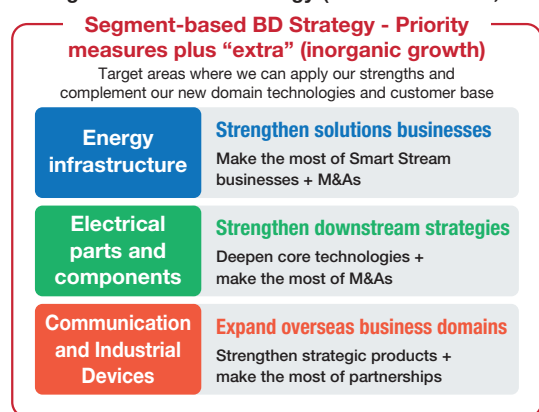 Segment-based BD Strategy - Priority
measures plus “extra” (inorganic growth)
Target areas where we can apply our strengths and
complement our new domain technologies and customer base
Energy
infrastructure
Strengthen solutions businesses
Make the most of Smart Stream
businesses + M&As
Electrical
parts and
components
Strengthen downstream strategies
Deepen core technologies +
make the most of M&As
Communication
and Industrial
Devices
Expand overseas business domains
Strengthen strategic products +
make the most of partnerships